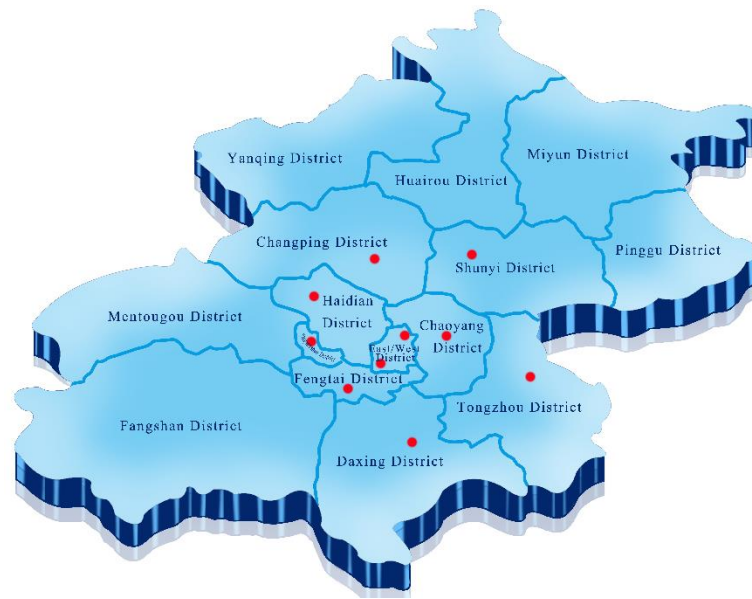 Yanqing District
Huairou District
Miyun District
Changping District
Shunyi District
Pinggu District
Mentougou District
Haidian
District
Chaoyang
District
East/West
District
Fengtai District
Fangshan District
Tongzhou District
Daxing District